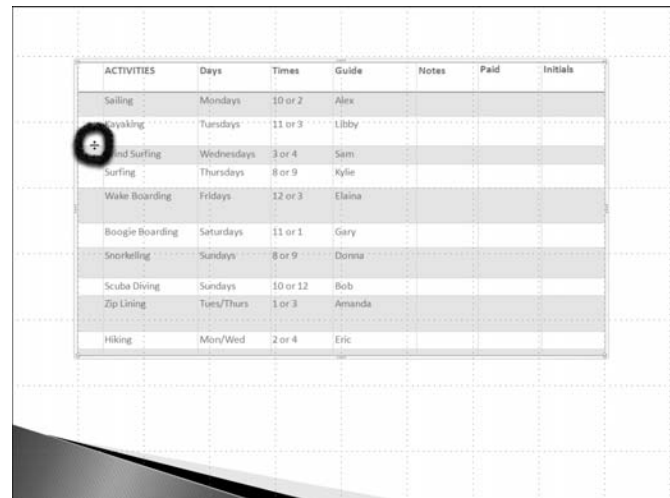 ACTIVITIES Days Times Guide Notes Paid Initials
Sailing Mondays 10 or 2 Alex
Kayaking Tuesdays 11 or 3 Libby
Surfing Wednesdays 3 or 4 Sam
Surfing Thursdays 8 or 9 Kylie
Wake Boarding Fridays 12 or 3 Elaina
Boogie Boarding Saturdays 11 or 1 Gary
Snorkeling Sundays 8 or 9 Donna
Scuba Diving Sundays 10 or 12 Bob
Zip Lining Tues/Thurs 1 or 3 Amanda
Hiking Mon/Wed 2 or 4 Eric